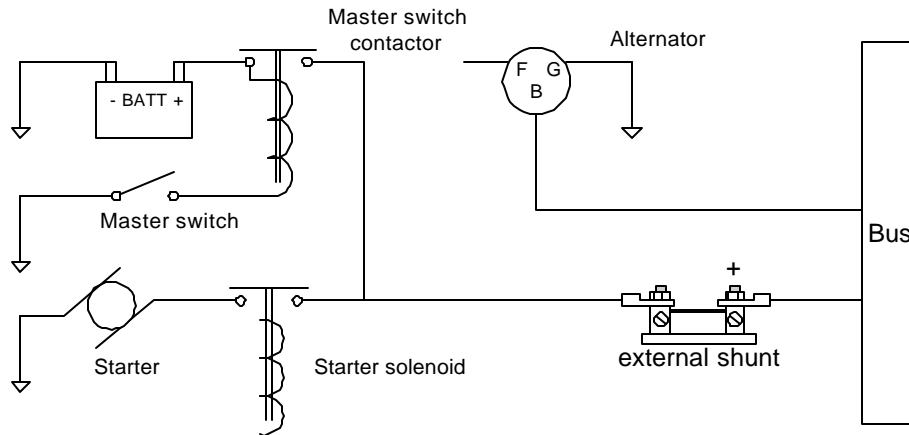 Master switch
contactor
Alternator
F G
B
- BATT +
Master switch
Bus
+
Starter
Starter solenoid
external shunt